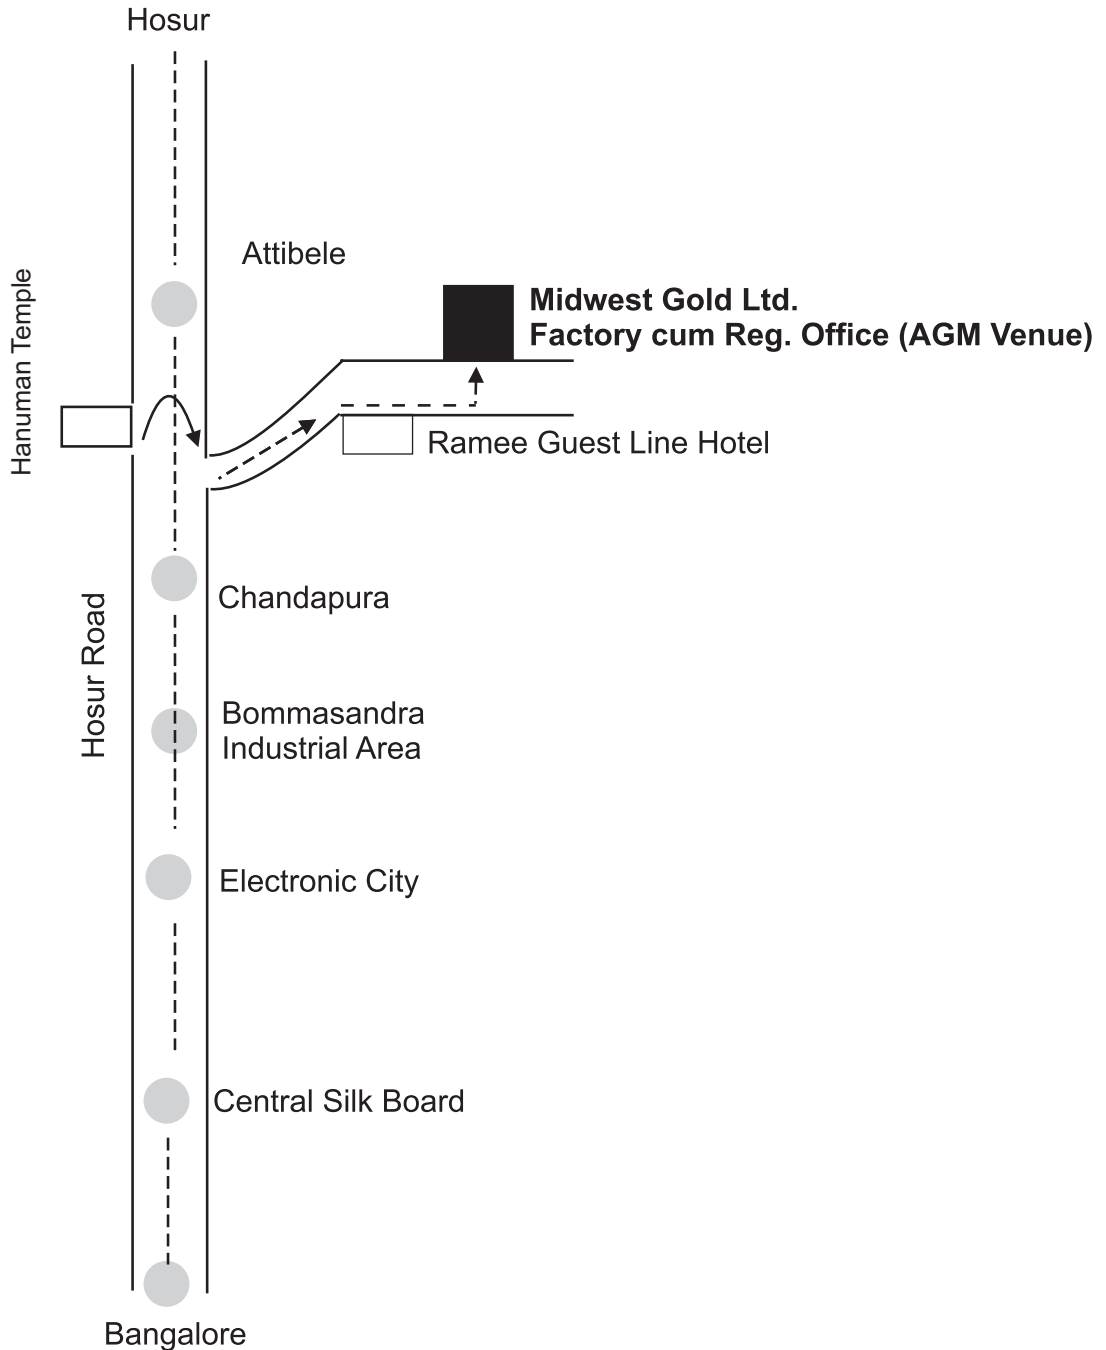 Hosur
Attibele
Hanuman Temple
Midwest Gold Ltd.
Factory cum Reg. Office (AGM Venue)
Ramee Guest Line Hotel
Chandapura
Hosur Road
Bommasandra
Industrial Area
Electronic City
Central Silk Board
Bangalore